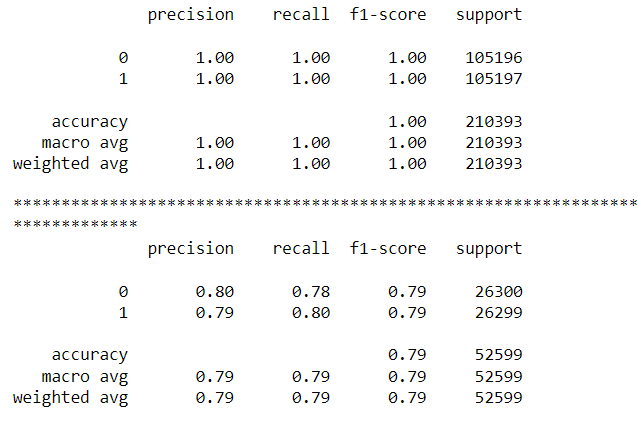 precision recall f1-score support
0 1.00 1.00 1.00 105196
1 1.00 1.00 1.00 105197
accuracy 1.00 210393
macro avg 1.00 1.00 1.00 210393
weighted avg 1.00 1.00 1.00 210393
*****************************************************************
*************
precision recall f1-score support
0 0.80 0.78 0.79 26300
1 0.79 0.80 0.79 26299
accuracy 0.79 52599
macro avg 0.79 0.79 0.79 52599
weighted avg 0.79 0.79 0.79 52599